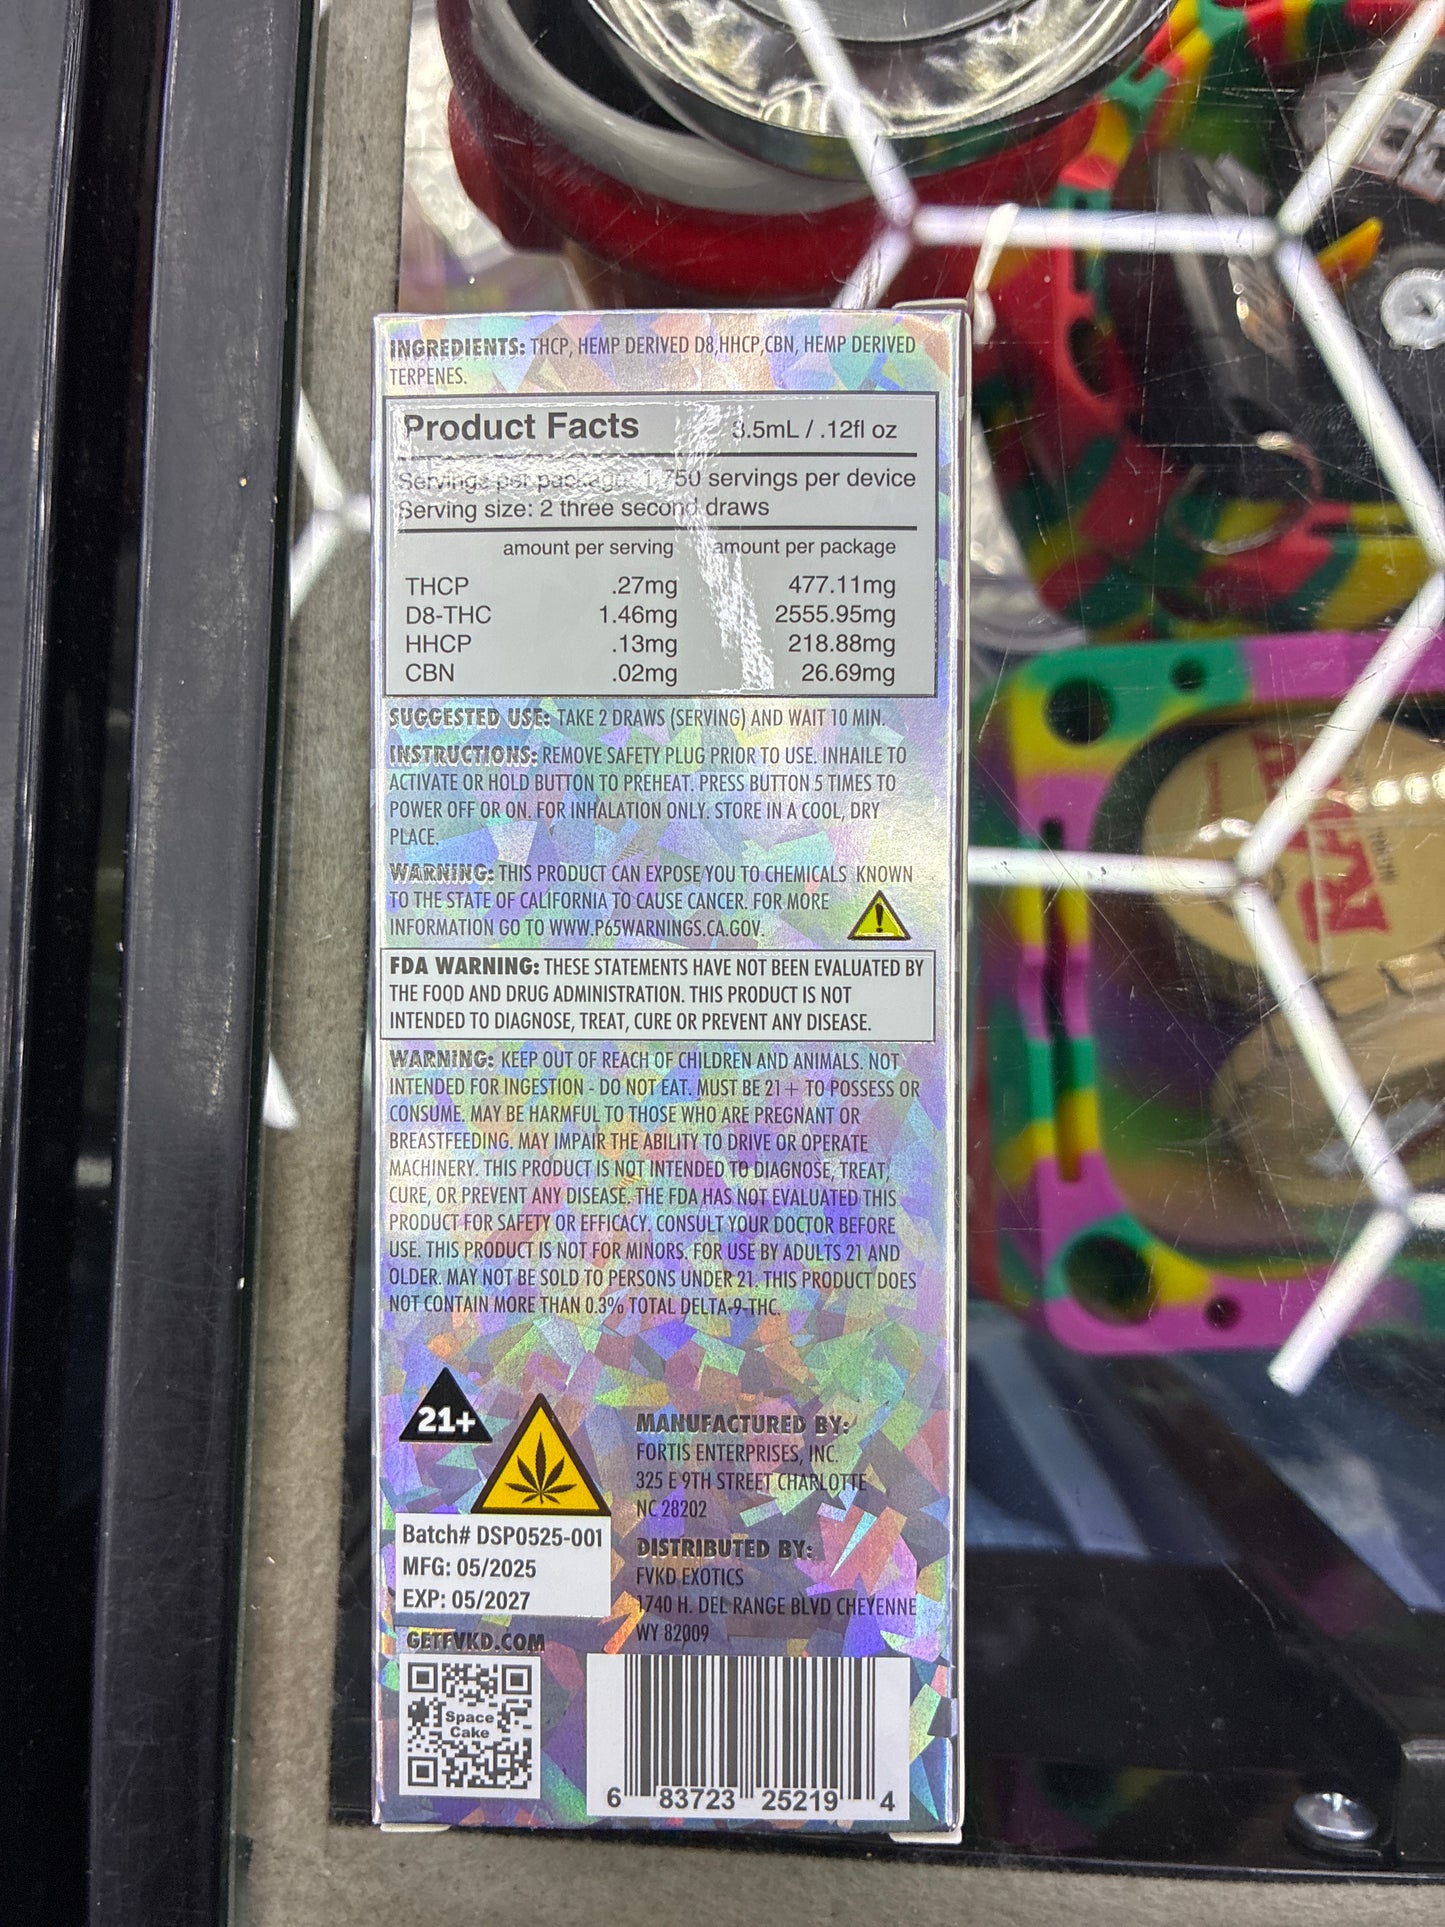 INGREDIENTS: THCP, HEMP DERIVED D8,HHCP,CBN, HEMP DERIVED
TERPENES.
Product Facts 3.5mL / .12fl oz
Servings per package: 1,750 servings per device
Serving size: 2 three second draws
amount per serving amount per package
THCP .27mg 477.11mg
D8-THC 1.46mg 2555.95mg
HHCP .13mg 218.88mg
CBN .02mg 26.69mg
SUGGESTED USE: TAKE 2 DRAWS (SERVING) AND WAIT 10 MIN.
INSTRUCTIONS: REMOVE SAFETY PLUG PRIOR TO USE. INHAILE TO
ACTIVATE OR HOLD BUTTON TO PREHEAT. PRESS BUTTON 5 TIMES TO
POWER OFF OR ON. FOR INHALATION ONLY. STORE IN A COOL, DRY
PLACE.
WARNING: THIS PRODUCT CAN EXPOSE YOU TO CHEMICALS KNOWN
TO THE STATE OF CALIFORNIA TO CAUSE CANCER. FOR MORE
INFORMATION GO TO WWW.P65WARNINGS.CA.GOV.
FDA WARNING: THESE STATEMENTS HAVE NOT BEEN EVALUATED BY
THE FOOD AND DRUG ADMINISTRATION. THIS PRODUCT IS NOT
INTENDED TO DIAGNOSE, TREAT, CURE OR PREVENT ANY DISEASE.
WARNING: KEEP OUT OF REACH OF CHILDREN AND ANIMALS. NOT
INTENDED FOR INGESTION - DO NOT EAT. MUST BE 21+ TO POSSESS OR
CONSUME. MAY BE HARMFUL TO THOSE WHO ARE PREGNANT OR
BREASTFEEDING. MAY IMPAIR THE ABILITY TO DRIVE OR OPERATE
MACHINERY. THIS PRODUCT IS NOT INTENDED TO DIAGNOSE, TREAT,
CURE, OR PREVENT ANY DISEASE. THE FDA HAS NOT EVALUATED THIS
PRODUCT FOR SAFETY OR EFFICACY. CONSULT YOUR DOCTOR BEFORE
USE. THIS PRODUCT IS NOT FOR MINORS. FOR USE BY ADULTS 21 AND
OLDER. MAY NOT BE SOLD TO PERSONS UNDER 21. THIS PRODUCT DOES
NOT CONTAIN MORE THAN 0.3% TOTAL DELTA-9-THC.
21+
Batch# DSP0525-001
MFG: 05/2025
EXP: 05/2027
GETFVKD.COM
Space
Cake
MANUFACTURED BY:
FORTIS ENTERPRISES, INC.
325 E 9TH STREET CHARLOTTE
NC 28202
DISTRIBUTED BY:
FVKD EXOTICS
1740 H. DEL RANGE BLVD CHEYENNE
WY 82009
6 83723 25219 4